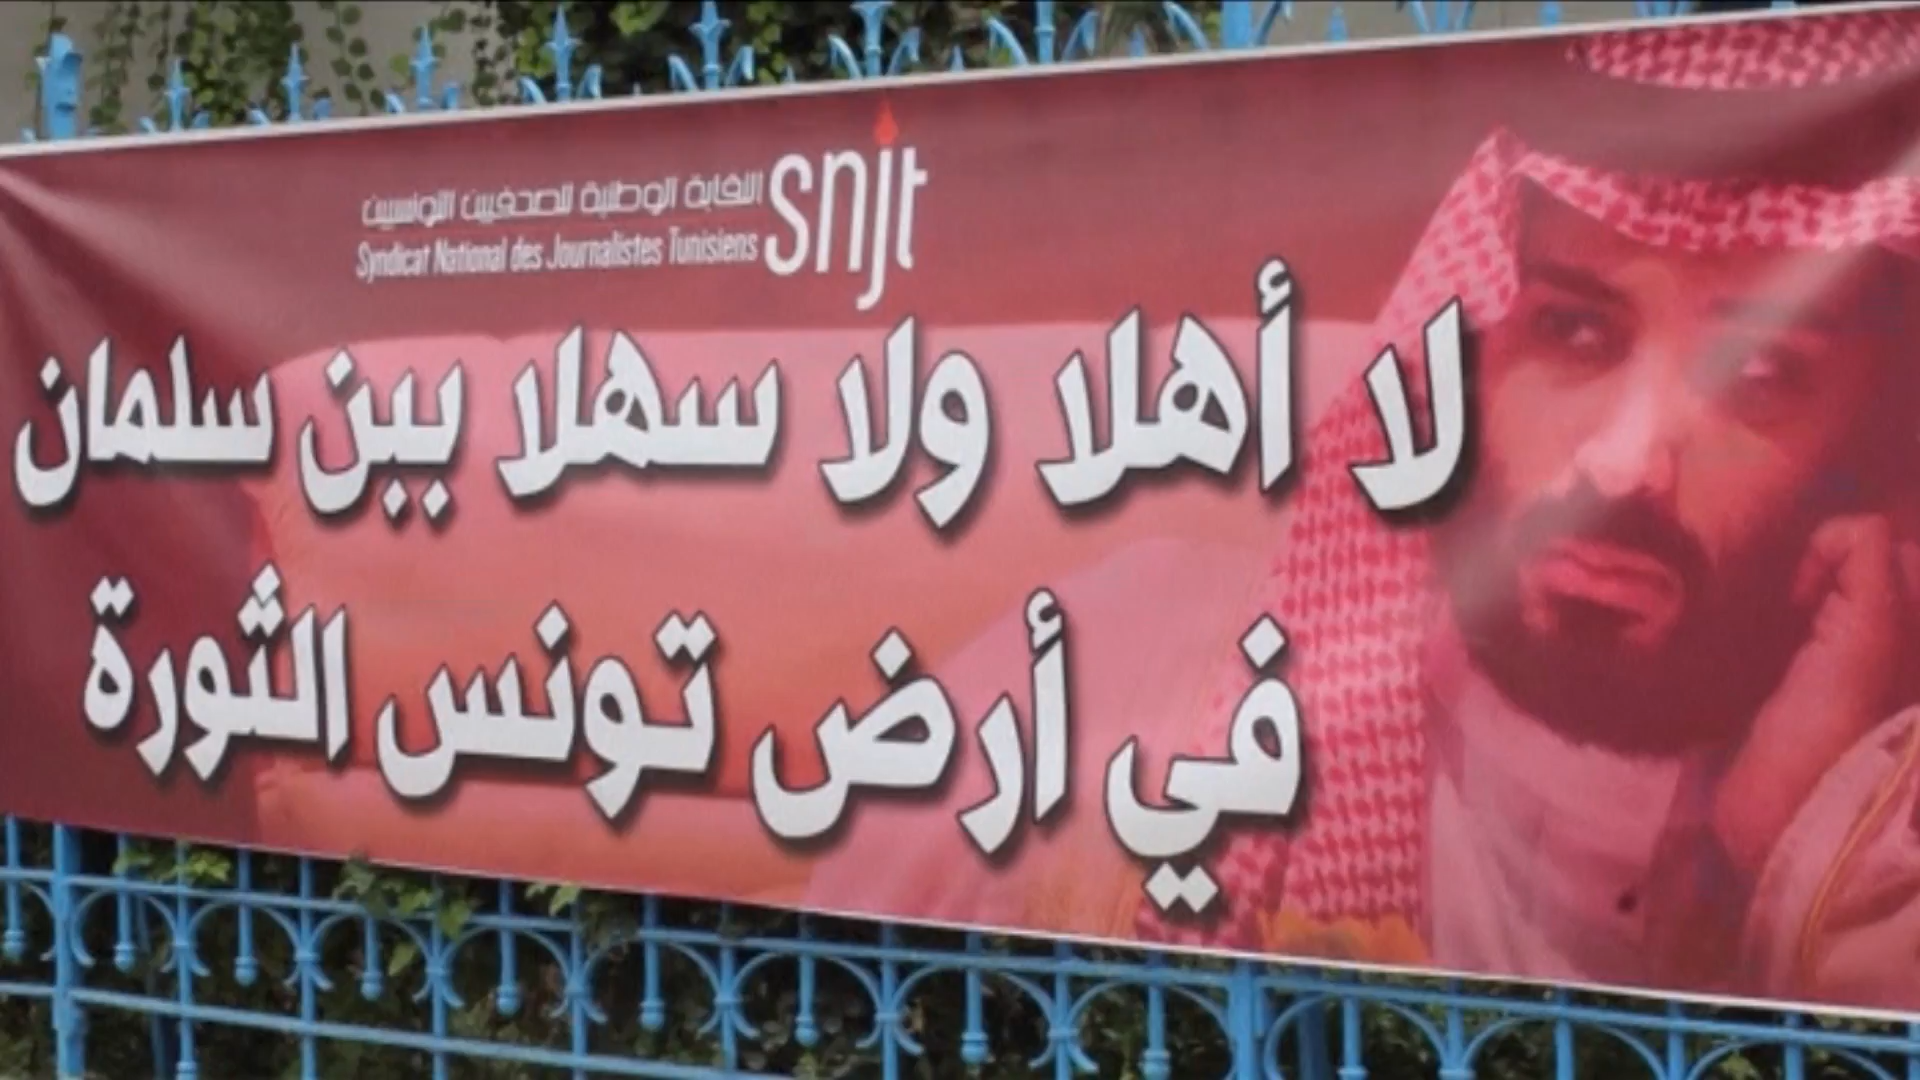 النقابة الوطنية للصحفيين التونسيين
Syndicat National des Journalistes Tunisiens
snjt
لا أهلا ولا سهلا ببن سلمان
في أرض تونس الثورة